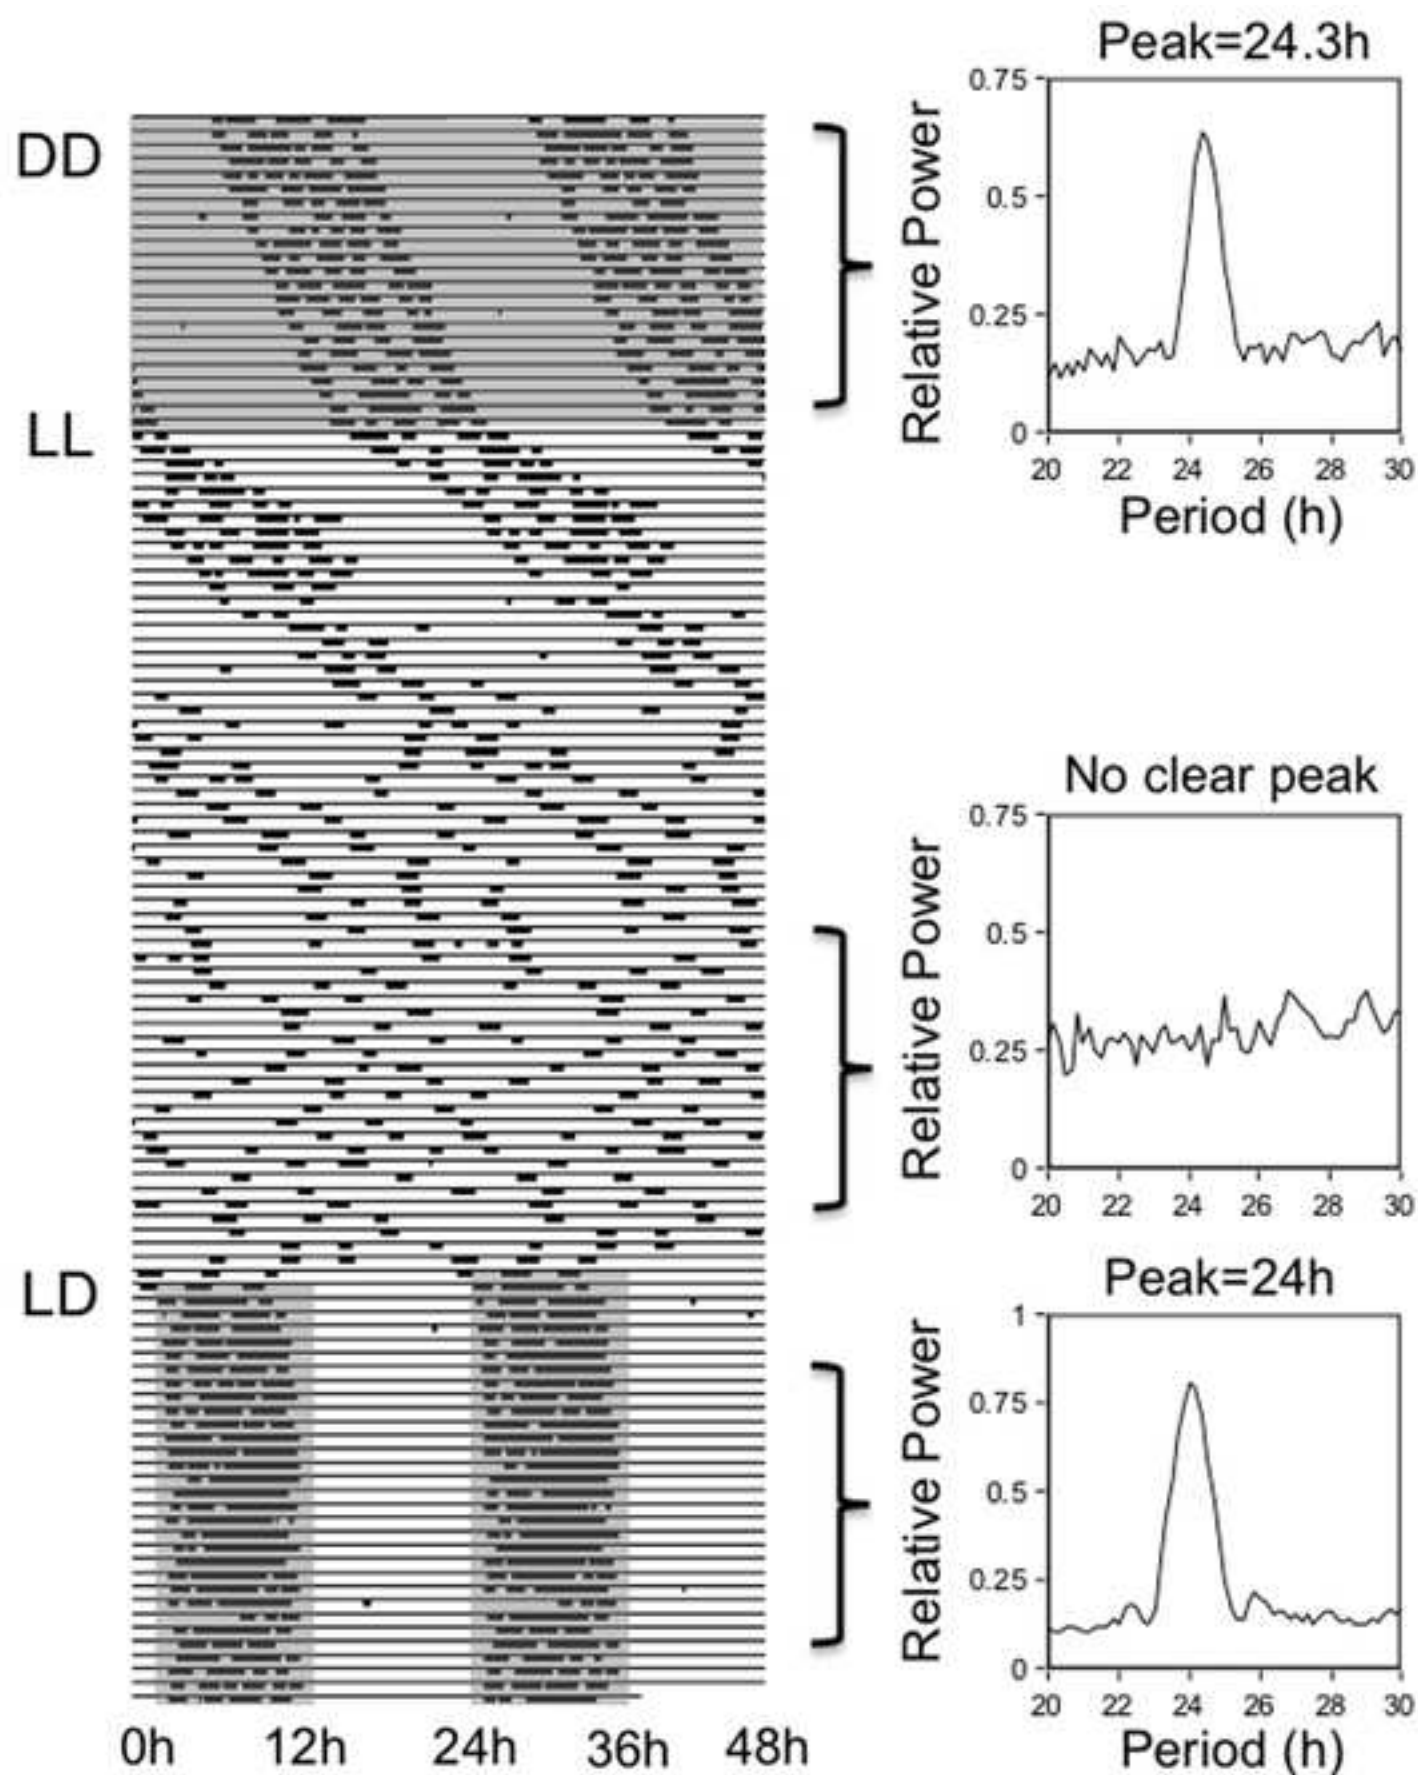 DD
LL
LD
0h 12h 24h 36h 48h
Peak=24.3h
Relative Power
0.75
0.5
0.25
0
20 22 24 26 28 30
Period (h)
No clear peak
Relative Power
0.75
0.5
0.25
0
20 22 24 26 28 30
Peak=24h
Relative Power
1
0.75
0.5
0.25
0
20 22 24 26 28 30
Period (h)